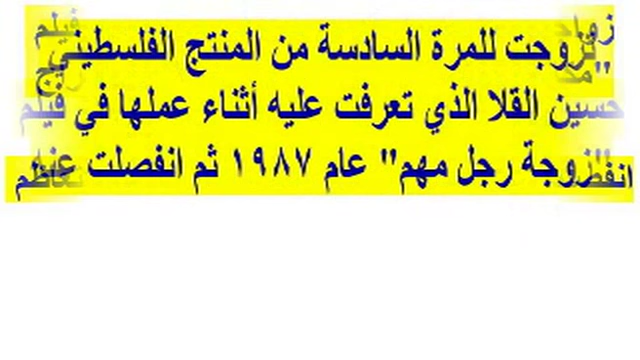 تزوجت للمرة السادسة من المنتج الفلسطيني
حسين القلا الذي تعرفت عليه أثناء عملها في فيلم
"زوجة رجل مهم" عام ١٩٨٧ ثم انفصلت عنه